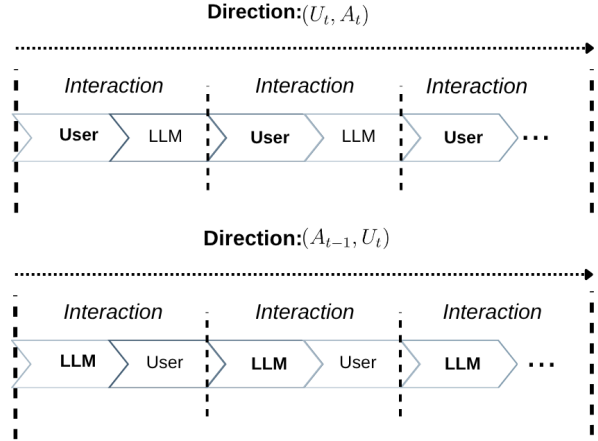 Direction:(U_t, A_t)
Interaction Interaction Interaction
User LLM User LLM User ...
Direction:(A_{t-1}, U_t)
Interaction Interaction Interaction
LLM User LLM User LLM ...